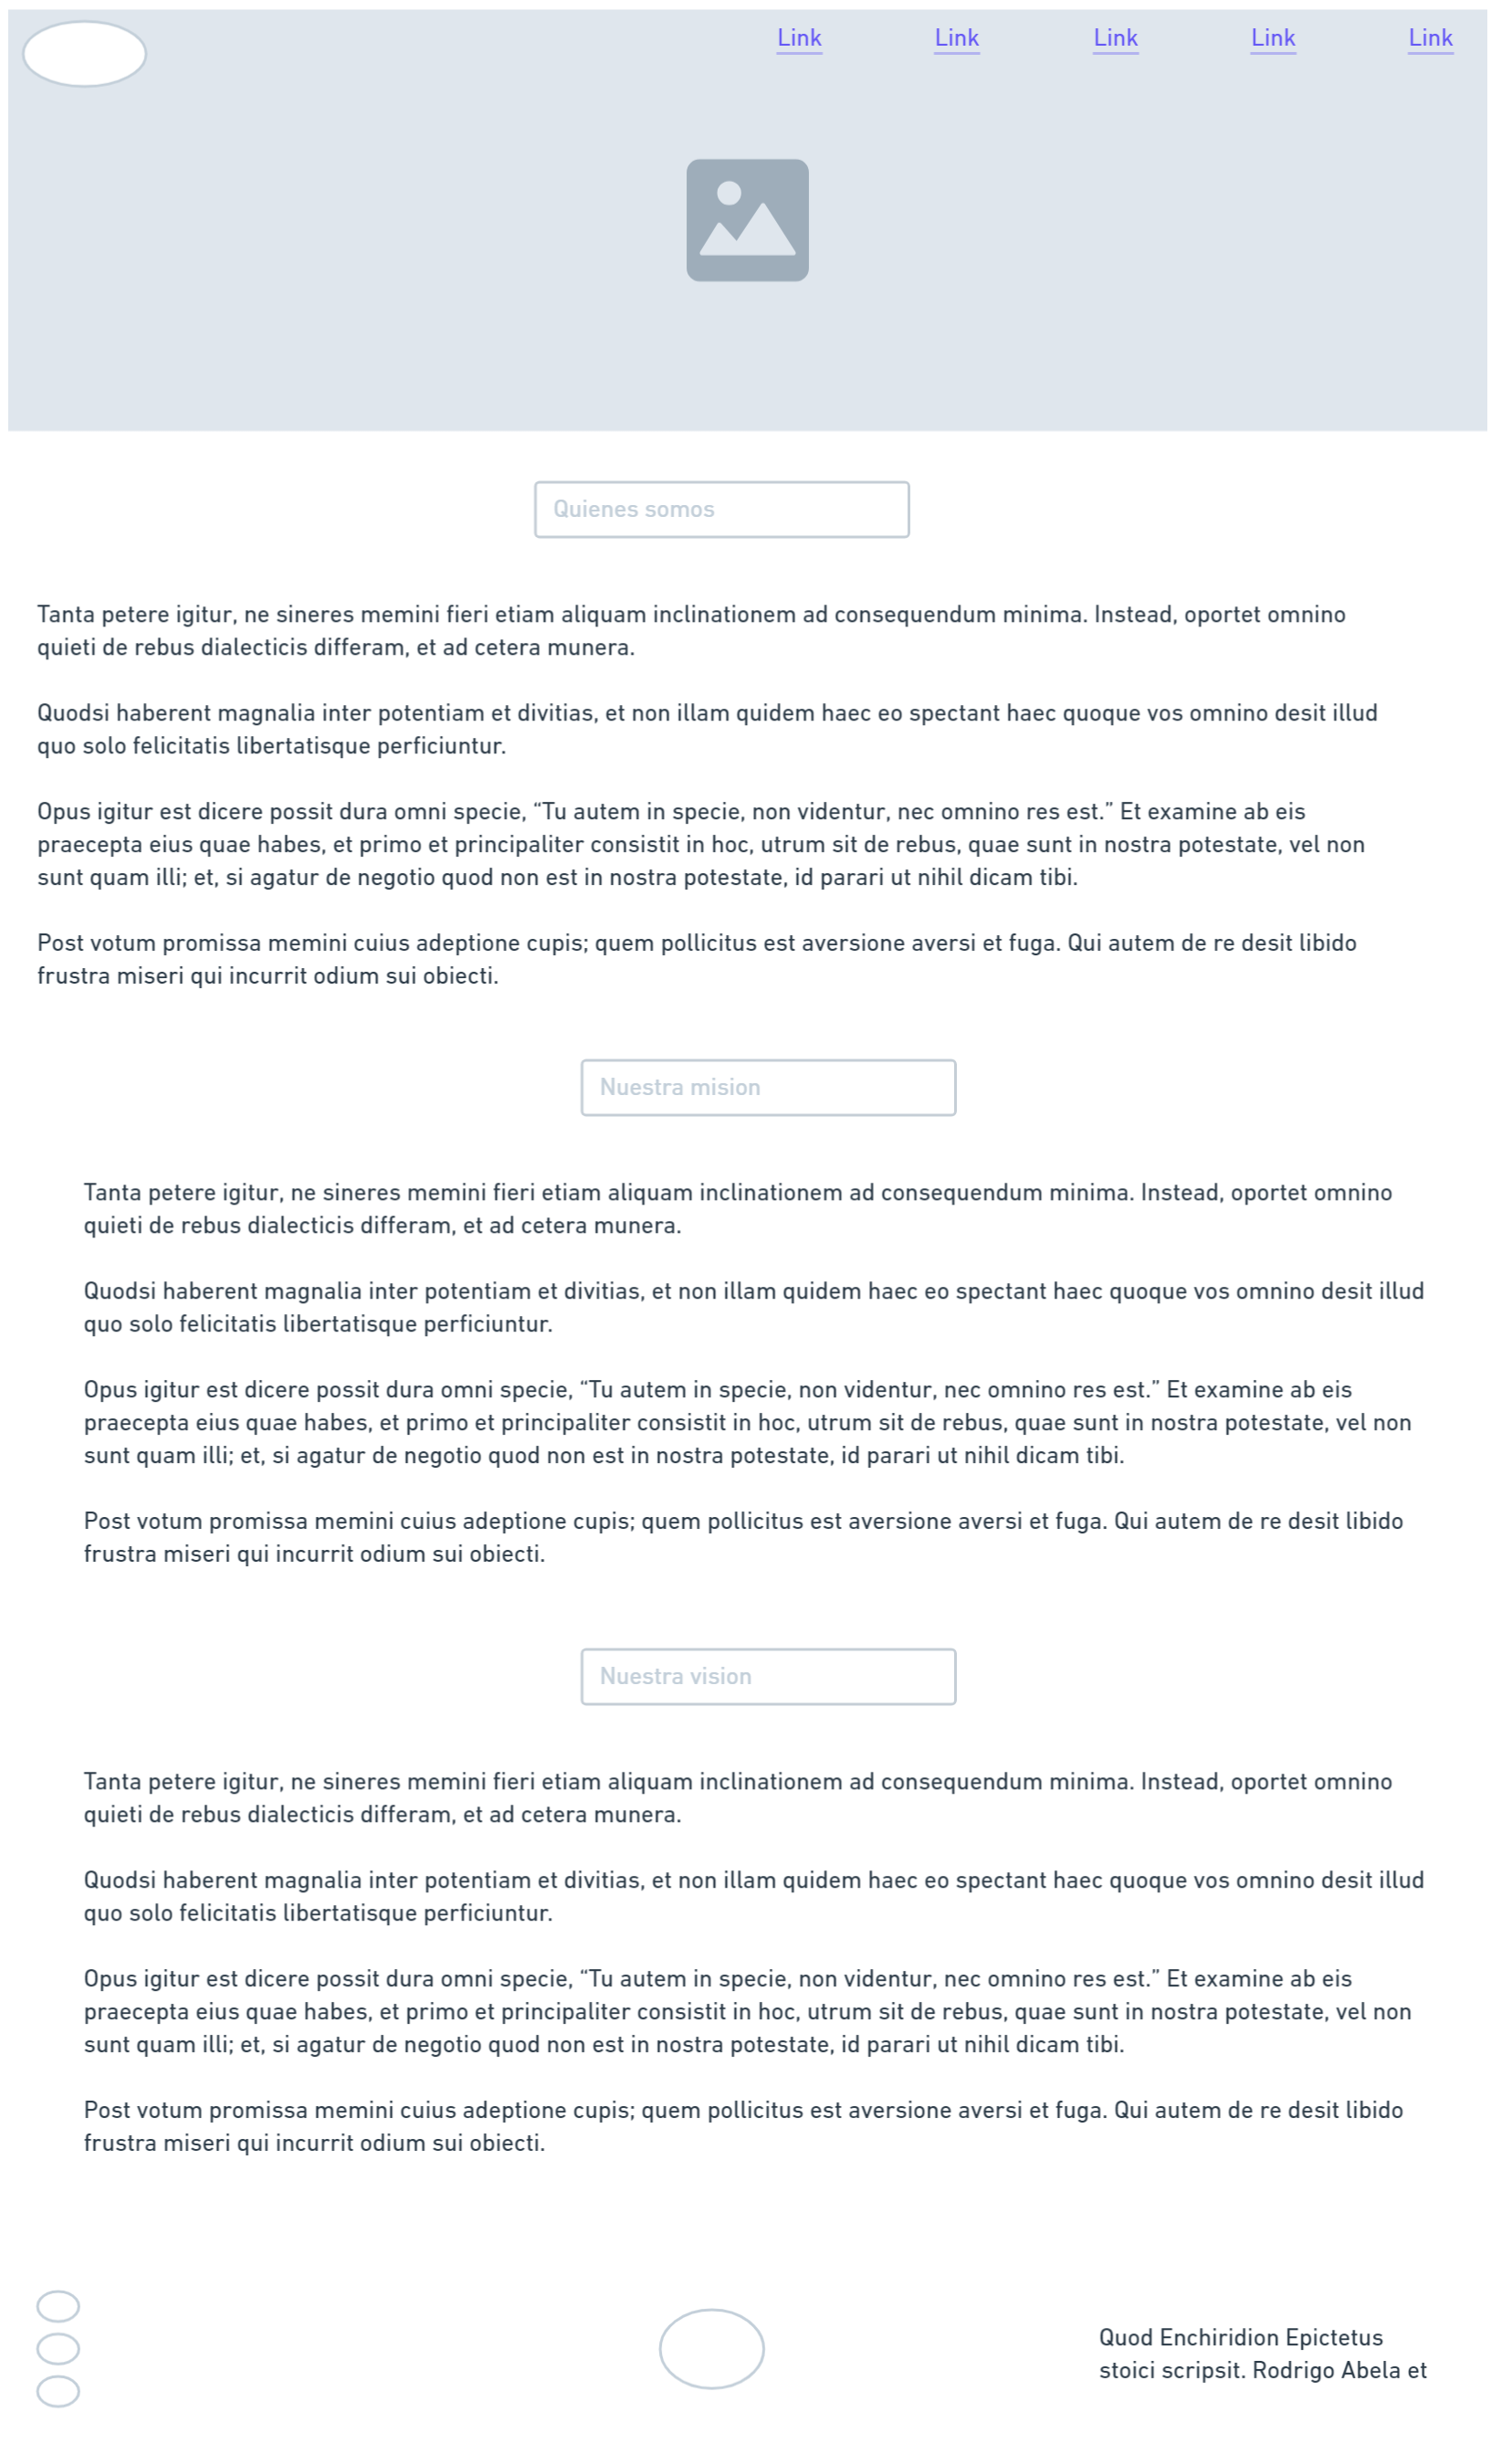 Link Link Link Link Link
Quienes somos
Tanta petere igitur, ne sineres memini fieri etiam aliquam inclinationem ad consequendum minima. Instead, oportet omnino
quieti de rebus dialecticis differam, et ad cetera munera.
Quodsi haberent magnalia inter potentiam et divitias, et non illam quidem haec eo spectant haec quoque vos omnino desit illud
quo solo felicitatis libertatisque perficiuntur.
Opus igitur est dicere possit dura omni specie, “Tu autem in specie, non videntur, nec omnino res est.” Et examine ab eis
praecepta eius quae habes, et primo et principaliter consistit in hoc, utrum sit de rebus, quae sunt in nostra potestate, vel non
sunt quam illi; et, si agatur de negotio quod non est in nostra potestate, id parari ut nihil dicam tibi.
Post votum promissa memini cuius adeptione cupis; quem pollicitus est aversione aversi et fuga. Qui autem de re desit libido
frustra miseri qui incurrit odium sui obiecti.
Nuestra mision
Tanta petere igitur, ne sineres memini fieri etiam aliquam inclinationem ad consequendum minima. Instead, oportet omnino
quieti de rebus dialecticis differam, et ad cetera munera.
Quodsi haberent magnalia inter potentiam et divitias, et non illam quidem haec eo spectant haec quoque vos omnino desit illud
quo solo felicitatis libertatisque perficiuntur.
Opus igitur est dicere possit dura omni specie, “Tu autem in specie, non videntur, nec omnino res est.” Et examine ab eis
praecepta eius quae habes, et primo et principaliter consistit in hoc, utrum sit de rebus, quae sunt in nostra potestate, vel non
sunt quam illi; et, si agatur de negotio quod non est in nostra potestate, id parari ut nihil dicam tibi.
Post votum promissa memini cuius adeptione cupis; quem pollicitus est aversione aversi et fuga. Qui autem de re desit libido
frustra miseri qui incurrit odium sui obiecti.
Nuestra vision
Tanta petere igitur, ne sineres memini fieri etiam aliquam inclinationem ad consequendum minima. Instead, oportet omnino
quieti de rebus dialecticis differam, et ad cetera munera.
Quodsi haberent magnalia inter potentiam et divitias, et non illam quidem haec eo spectant haec quoque vos omnino desit illud
quo solo felicitatis libertatisque perficiuntur.
Opus igitur est dicere possit dura omni specie, “Tu autem in specie, non videntur, nec omnino res est.” Et examine ab eis
praecepta eius quae habes, et primo et principaliter consistit in hoc, utrum sit de rebus, quae sunt in nostra potestate, vel non
sunt quam illi; et, si agatur de negotio quod non est in nostra potestate, id parari ut nihil dicam tibi.
Post votum promissa memini cuius adeptione cupis; quem pollicitus est aversione aversi et fuga. Qui autem de re desit libido
frustra miseri qui incurrit odium sui obiecti.
Quod Enchiridion Epictetus
stoici scripsit. Rodrigo Abela et